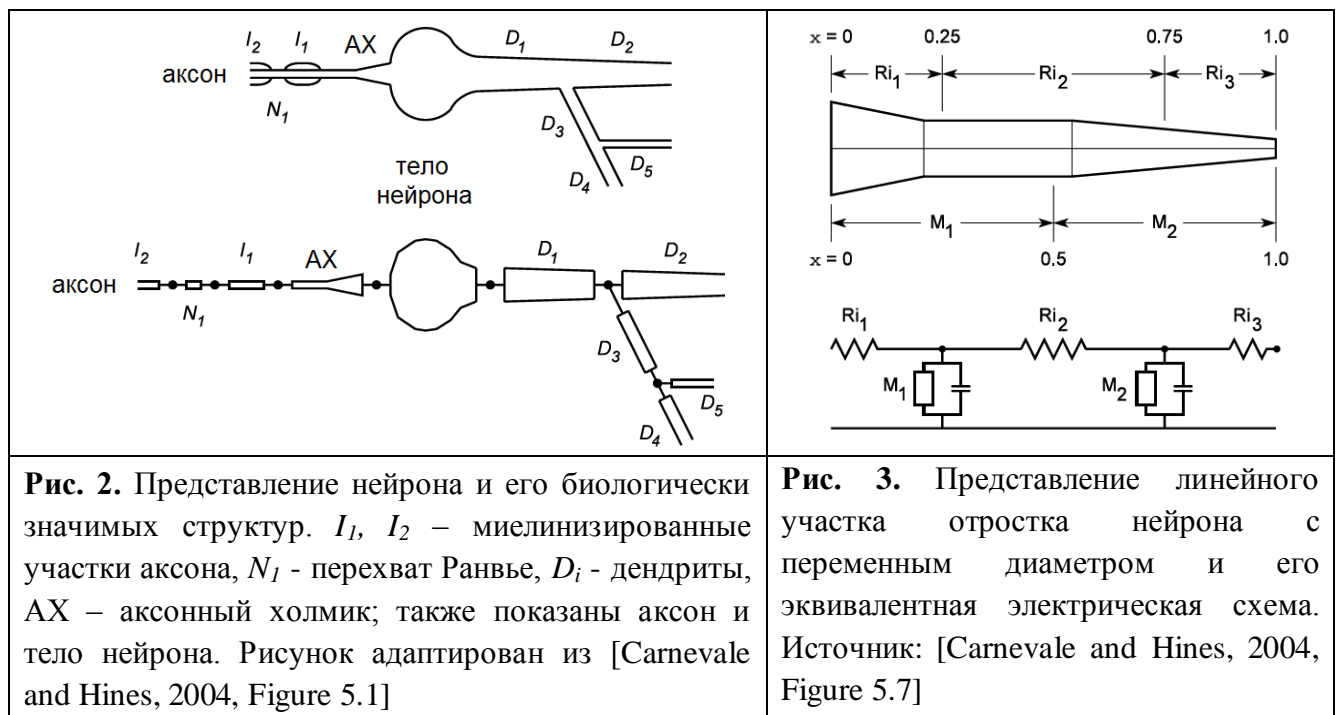 I2 I1 AX D1 D2
аксон
N1
D3
D5
D4
тело
нейрона
I2 I1 AX D1 D2
аксон
N1
D3
D5
D4
x = 0 0.25 0.75 1.0
Ri1 Ri2 Ri3
M1 M2
x = 0 0.5 1.0
Ri1 Ri2 Ri3
M1 M2
Рис. 2. Представление нейрона и его биологически
значимых структур. I1, I2 – миелинизированные
участки аксона, N1 - перехват Ранвье, Di - дендриты,
АХ – аксонный холмик; также показаны аксон и
тело нейрона. Рисунок адаптирован из [Carnevale
and Hines, 2004, Figure 5.1]
Рис. 3. Представление линейного
участка отростка нейрона с
переменным диаметром и его
эквивалентная электрическая схема.
Источник: [Carnevale and Hines, 2004,
Figure 5.7]